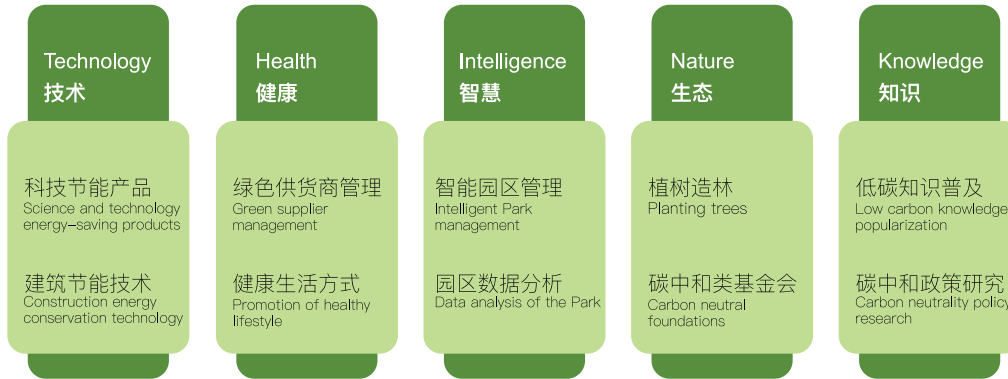 Technology
技术
科技节能产品
Science and technology
energy-saving products
建筑节能技术
Construction energy
conservation technology
Health
健康
绿色供货商管理
Green supplier
management
健康生活方式
Promotion of healthy
lifestyle
Intelligence
智慧
智能园区管理
Intelligent Park
management
园区数据分析
Data analysis of the Park
Nature
生态
植树造林
Planting trees
碳中和类基金会
Carbon neutral
foundations
Knowledge
知识
低碳知识普及
Low carbon knowledge
popularization
碳中和政策研究
Carbon neutrality policy
research